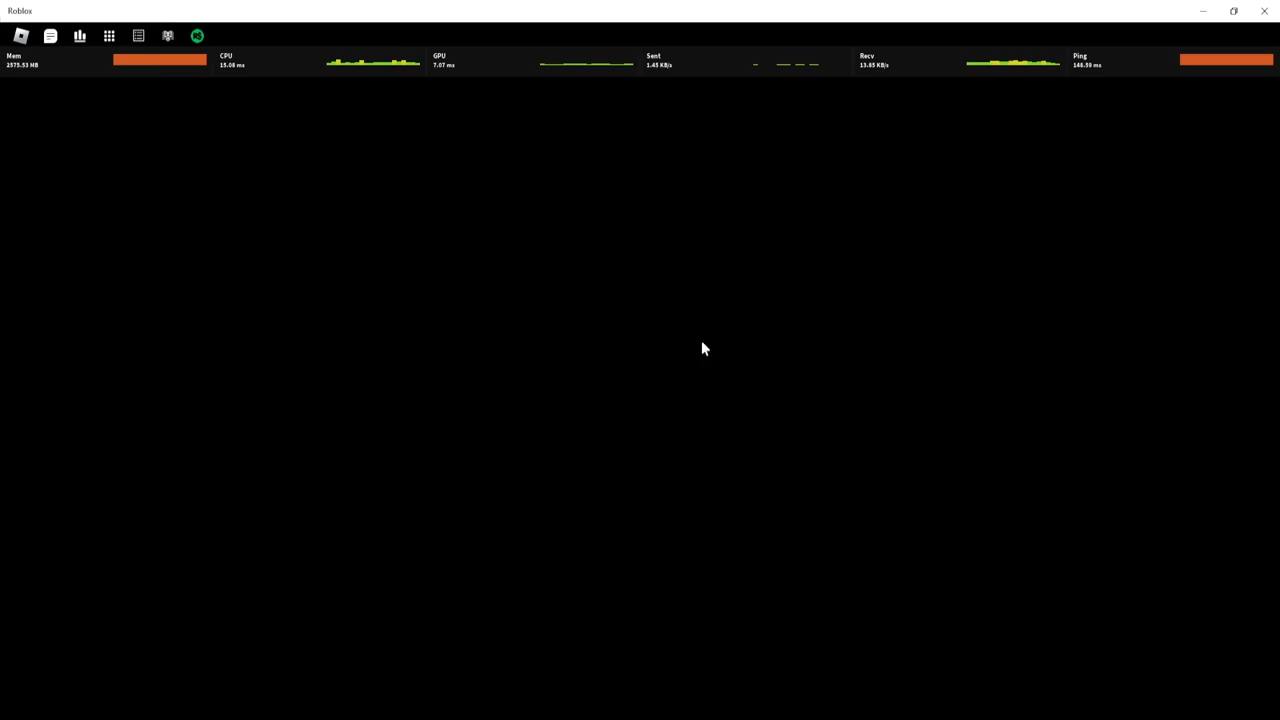 Roblox
Mem CPU GPU Sent Recv Ping
2575.53 MB 15.08 ms 7.07 ms 1.45 KB/s 13.85 KB/s 148.59 ms